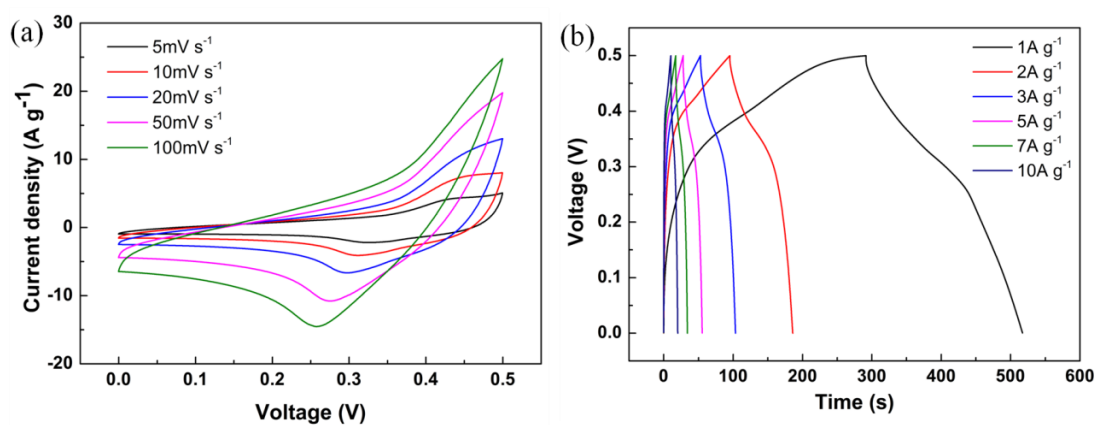 (a)
5mV s⁻¹
10mV s⁻¹
20mV s⁻¹
50mV s⁻¹
100mV s⁻¹
Current density (A g⁻¹)
30
20
10
0
-10
-20
0.0 0.1 0.2 0.3 0.4 0.5
Voltage (V)
(b)
1A g⁻¹
2A g⁻¹
3A g⁻¹
5A g⁻¹
7A g⁻¹
10A g⁻¹
Voltage (V)
0.5
0.4
0.3
0.2
0.1
0.0
0 100 200 300 400 500 600
Time (s)